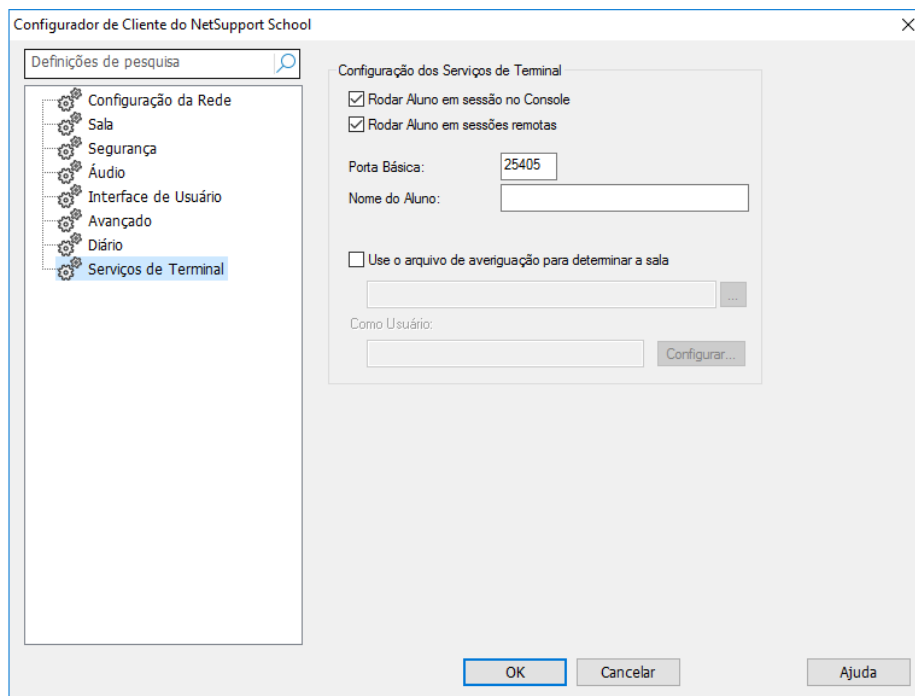 Configurador de Cliente do NetSupport School
Definições de pesquisa
Configuração da Rede
Sala
Segurança
Áudio
Interface de Usuário
Avançado
Diário
Serviços de Terminal
Configuração dos Serviços de Terminal
Rodar Aluno em sessão no Console
Rodar Aluno em sessões remotas
Porta Básica: 25405
Nome do Aluno:
Use o arquivo de averiguação para determinar a sala
...
Como Usuário:
Configurar...
OK Cancelar Ajuda